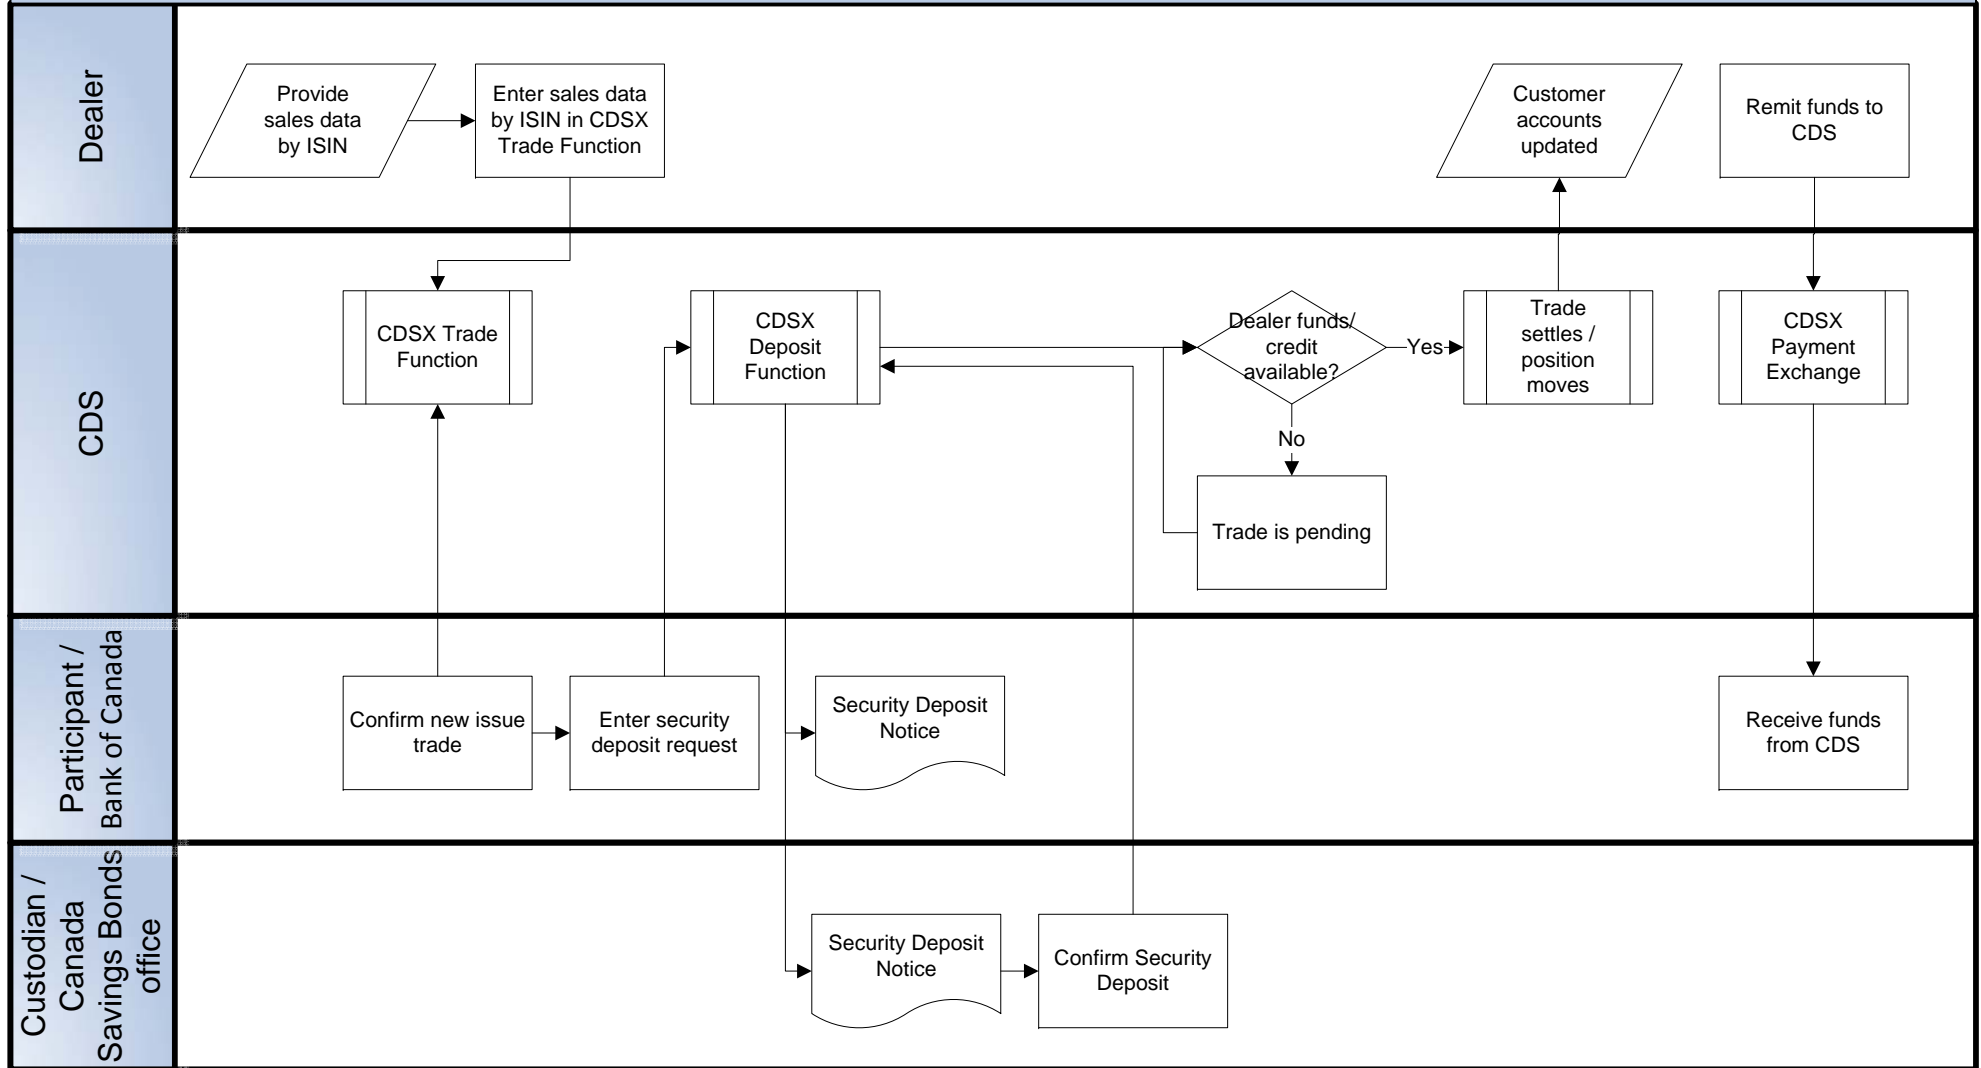 Dealer
Provide
sales data
by ISIN
Enter sales data
by ISIN in CDSX
Trade Function
Customer
accounts
updated
Remit funds to
CDS
CDS
CDSX Trade
Function
CDSX
Deposit
Function
Dealer funds/
credit
available?
Yes
No
Trade
settles /
position
moves
CDSX
Payment
Exchange
Trade is pending
Participant /
Bank of Canada
Confirm new issue
trade
Enter security
deposit request
Security Deposit
Notice
Receive funds
from CDS
Custodian /
Canada
Savings Bonds
office
Security Deposit
Notice
Confirm Security
Deposit